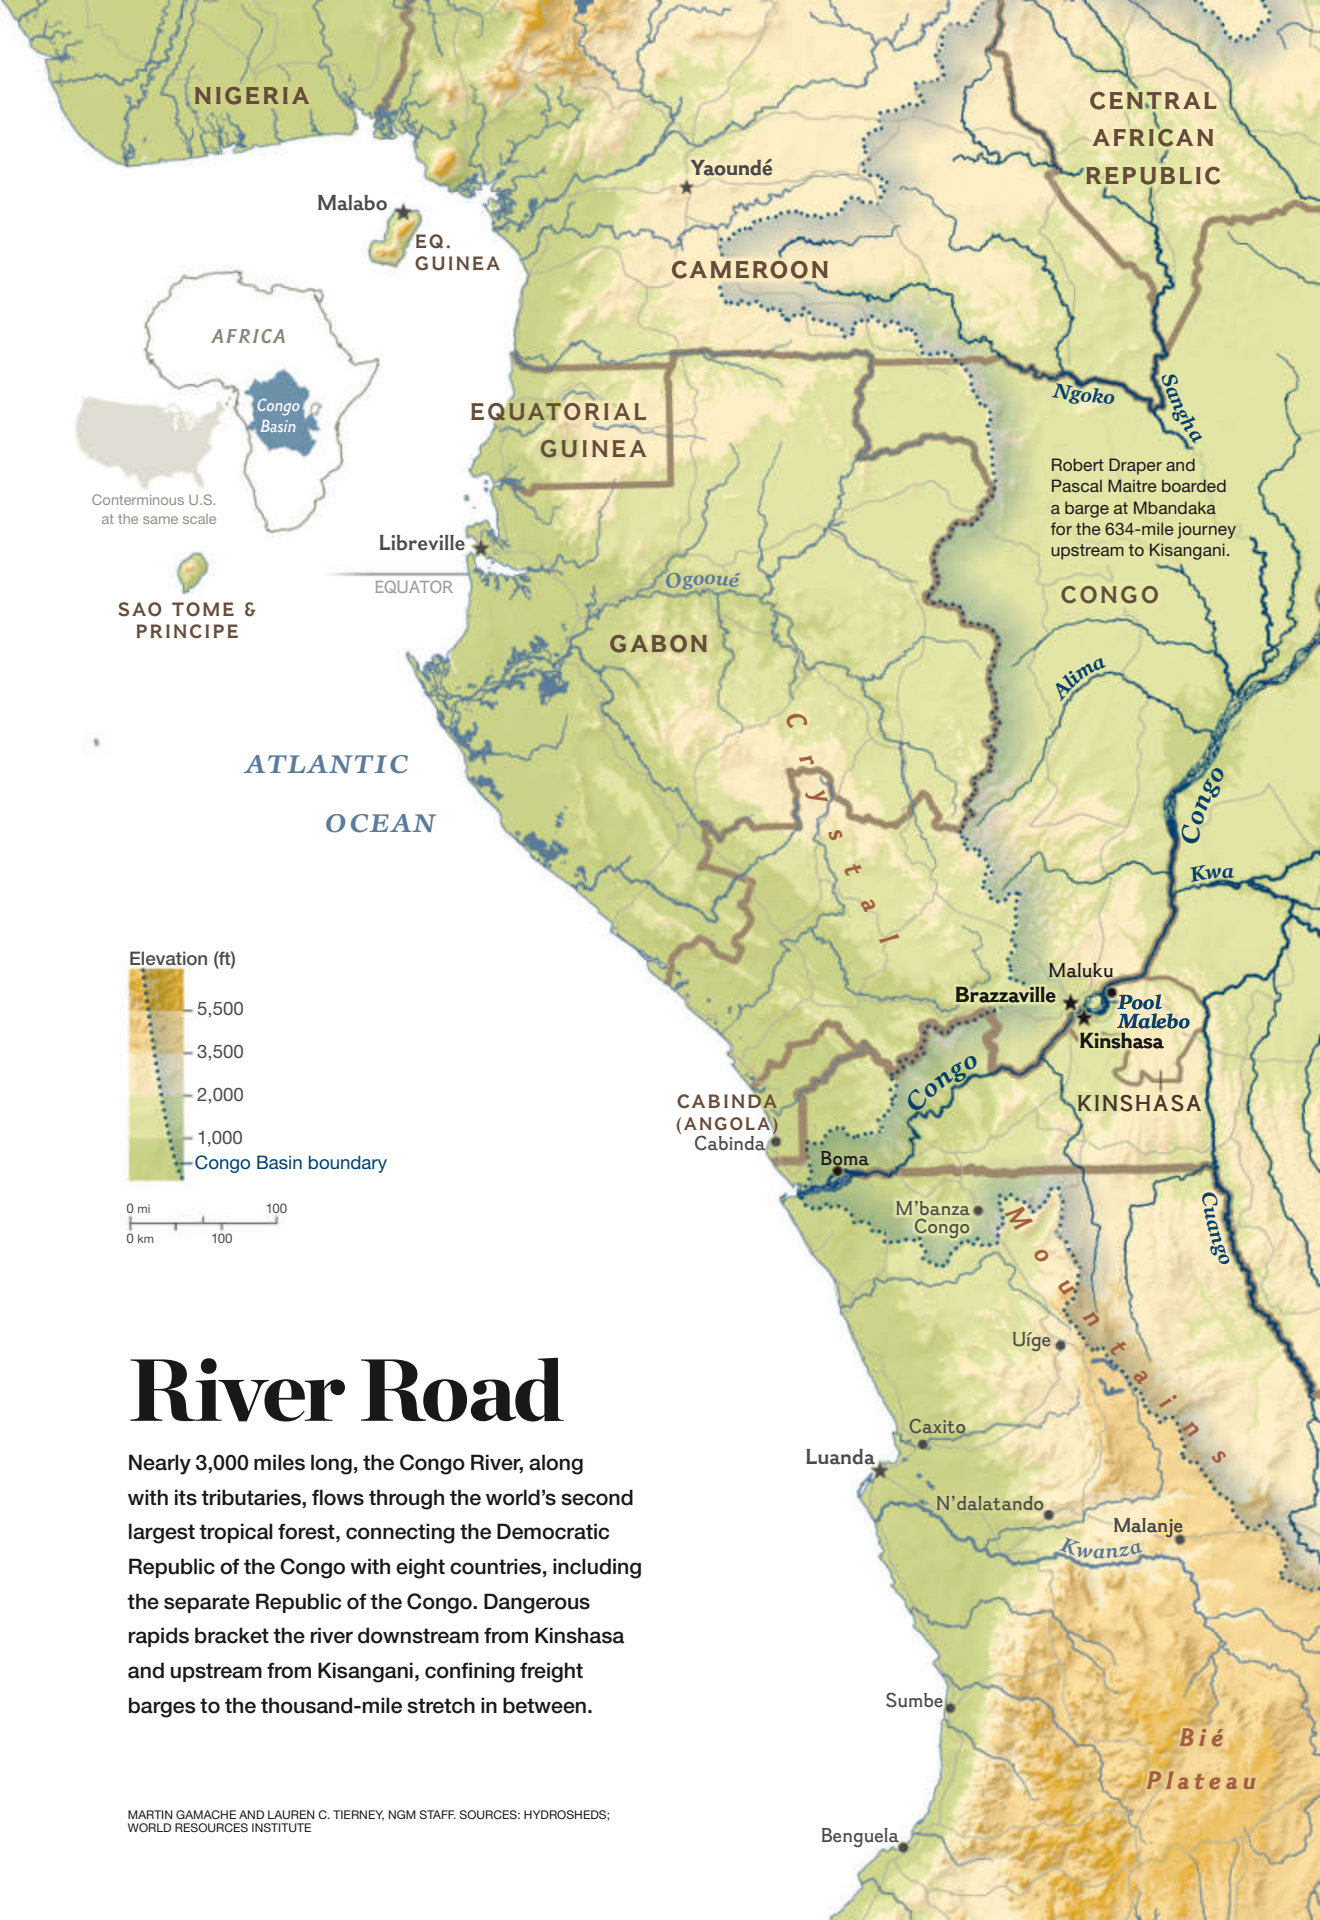 NIGERIA
CENTRAL
AFRICAN
REPUBLIC
Yaoundé
Malabo
EQ.
GUINEA
CAMEROON
AFRICA
Congo
Basin
Conterminous U.S.
at the same scale
EQUATORIAL
GUINEA
Ngoko
Sangha
Robert Draper and
Pascal Maitre boarded
a barge at Mbandaka
for the 634-mile journey
upstream to Kisangani.
Libreville
EQUATOR
Ogooué
CONGO
SAO TOME &
PRINCIPE
GABON
Alima
ATLANTIC
OCEAN
Crystal
Congo
Kwa
Elevation (ft)
5,500
3,500
2,000
1,000
Congo Basin boundary
0 mi 100
0 km 100
Maluku
Brazzaville
Pool
Malebo
Kinshasa
Congo
KINSHASA
CABINDA
(ANGOLA)
Cabinda
Boma
M'banza
Congo
Mountains
Cuango
Uíge
Caxito
Luanda
N'dalatando
Malanje
Kwanza
Sumbe
Bié
Plateau
Benguela
River Road
Nearly 3,000 miles long, the Congo River, along
with its tributaries, flows through the world's second
largest tropical forest, connecting the Democratic
Republic of the Congo with eight countries, including
the separate Republic of the Congo. Dangerous
rapids bracket the river downstream from Kinshasa
and upstream from Kisangani, confining freight
barges to the thousand-mile stretch in between.
MARTIN GAMACHE AND LAUREN C. TIERNEY, NGM STAFF. SOURCES: HYDROSHEDS;
WORLD RESOURCES INSTITUTE